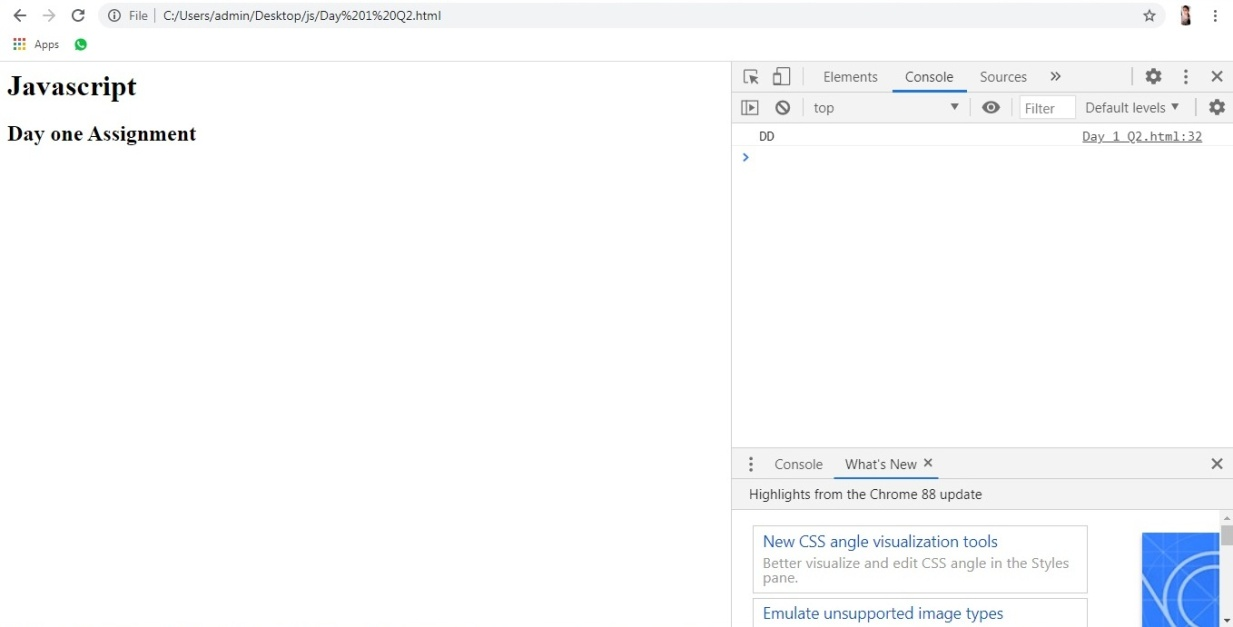 File | C:/Users/admin/Desktop/js/Day%201%20Q2.html
Apps
Javascript
Day one Assignment
Elements Console Sources »
top Filter Default levels
DD Day 1 Q2.html:32
Console What's New
Highlights from the Chrome 88 update
New CSS angle visualization tools
Better visualize and edit CSS angle in the Styles
pane.
Emulate unsupported image types